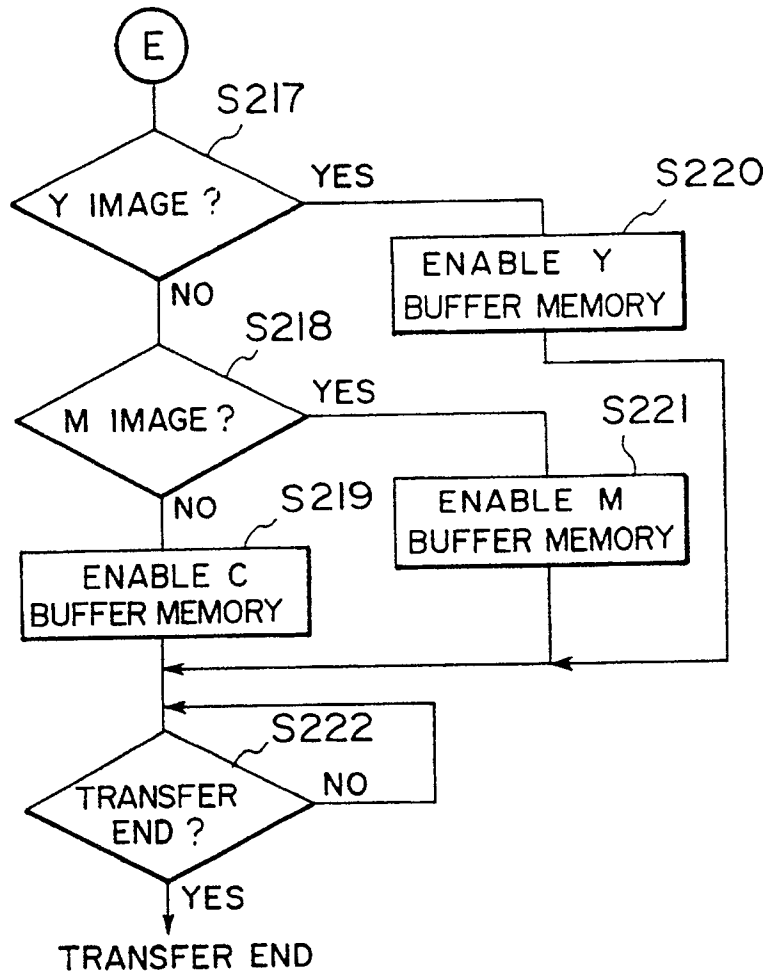 E
S217
Y IMAGE ?
YES
S220
ENABLE Y
BUFFER MEMORY
NO
S218
M IMAGE ?
YES
S221
ENABLE M
BUFFER MEMORY
NO
S219
ENABLE C
BUFFER MEMORY
S222
TRANSFER
END ?
NO
YES
TRANSFER END